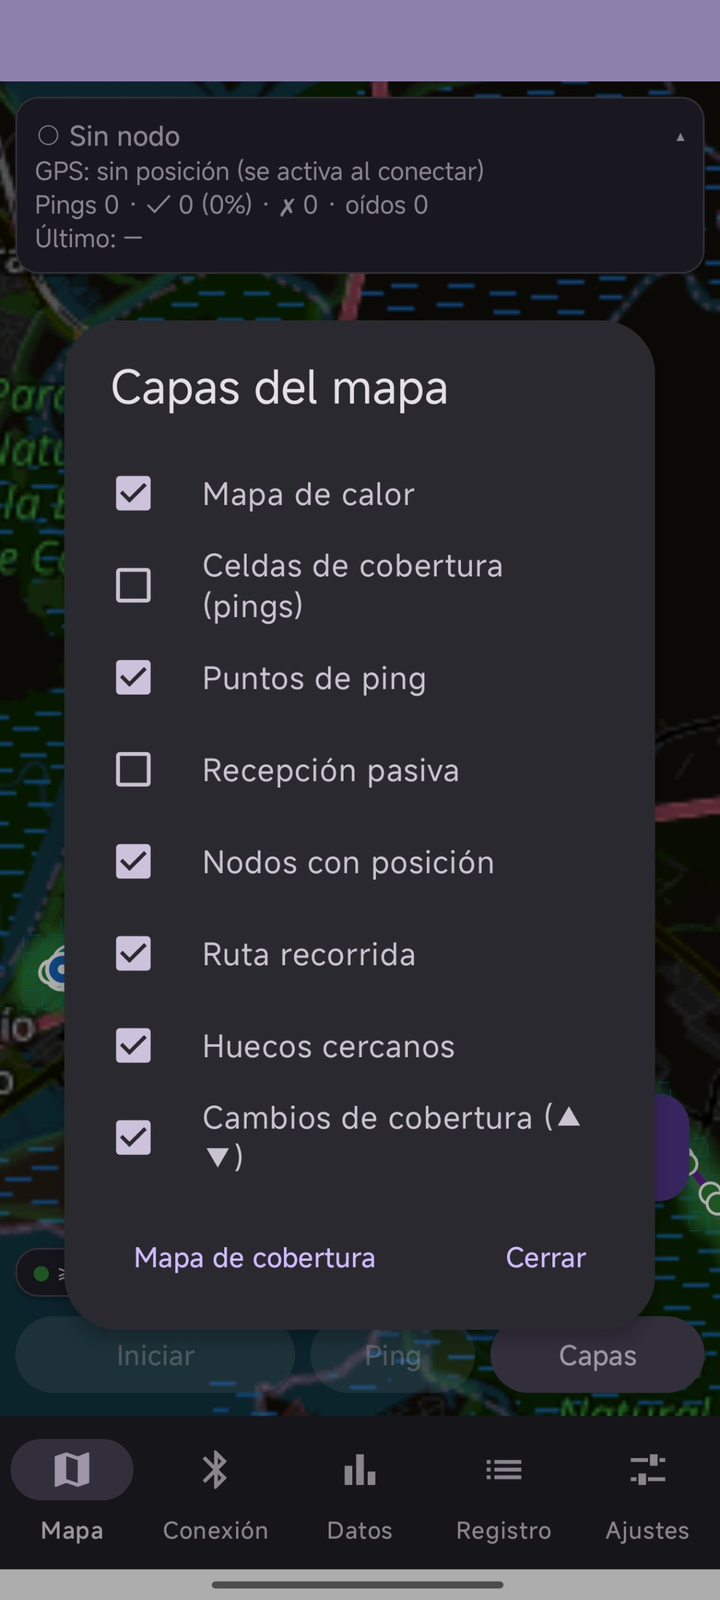 Sin nodo
GPS: sin posición (se activa al conectar)
Pings 0 · ✓ 0 (0%) · ✗ 0 · oídos 0
Último: —
Capas del mapa
Mapa de calor
Celdas de cobertura
(pings)
Puntos de ping
Recepción pasiva
Nodos con posición
Ruta recorrida
Huecos cercanos
Cambios de cobertura (▲
▼)
Mapa de cobertura Cerrar
Iniciar Ping Capas
Natural
Mapa Conexión Datos Registro Ajustes